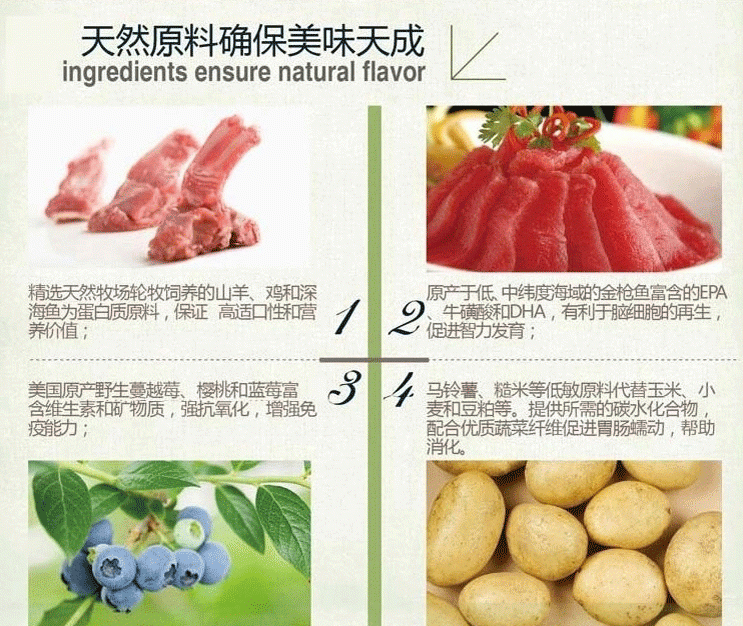 天然原料确保美味天成
ingredients ensure natural flavor
精选天然牧场轮牧饲养的山羊、鸡和深
海鱼为蛋白质原料，保证 高适口性和营
养价值；
1
2
原产于低、中纬度海域的金枪鱼富含的EPA
、牛磺酸和DHA，有利于脑细胞的再生，
促进智力发育；
美国原产野生蔓越莓、樱桃和蓝莓富
含维生素和矿物质，强抗氧化，增强免
疫能力；
3
4
马铃薯、糙米等低敏原料代替玉米、小
麦和豆粕等。提供所需的碳水化合物，
配合优质蔬菜纤维促进胃肠蠕动，帮助
消化。